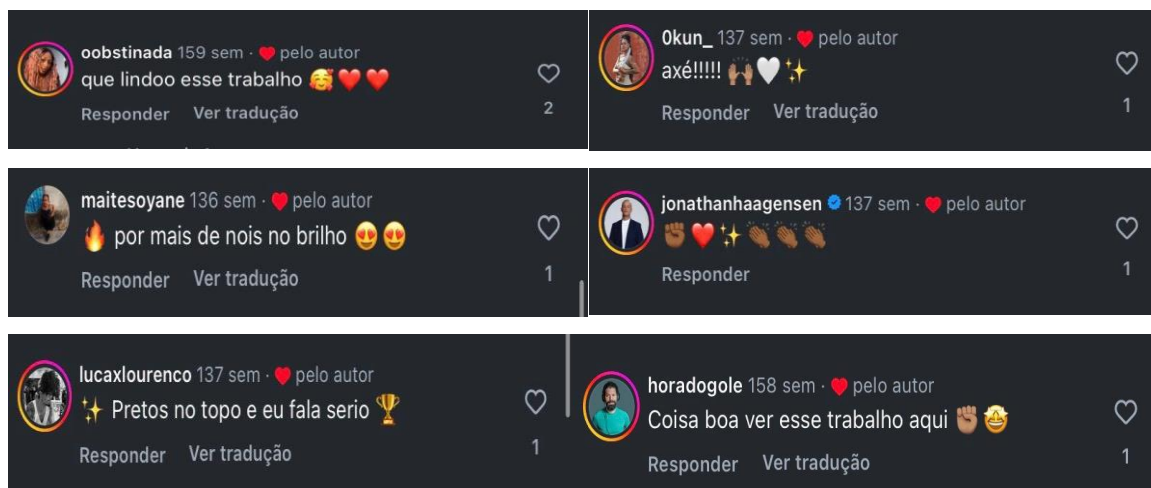 oobstinada 159 sem · ❤️ pelo autor
que lindoo esse trabalho 🥰❤️❤️
Responder Ver tradução
2
0kun_ 137 sem · ❤️ pelo autor
axé!!!!! 🙌🏽🤍✨
Responder Ver tradução
1
maitesoyane 136 sem · ❤️ pelo autor
🔥 por mais de nois no brilho 😍😍
Responder Ver tradução
1
jonathanhaagensen 137 sem · ❤️ pelo autor
✊🏾❤️✨👏🏾👏🏾👏🏾
Responder
1
lucaxlourenco 137 sem · ❤️ pelo autor
✨ Pretos no topo e eu fala serio 🏆
Responder Ver tradução
1
horadogole 158 sem · ❤️ pelo autor
Coisa boa ver esse trabalho aqui ✊🏽🤩
Responder Ver tradução
1